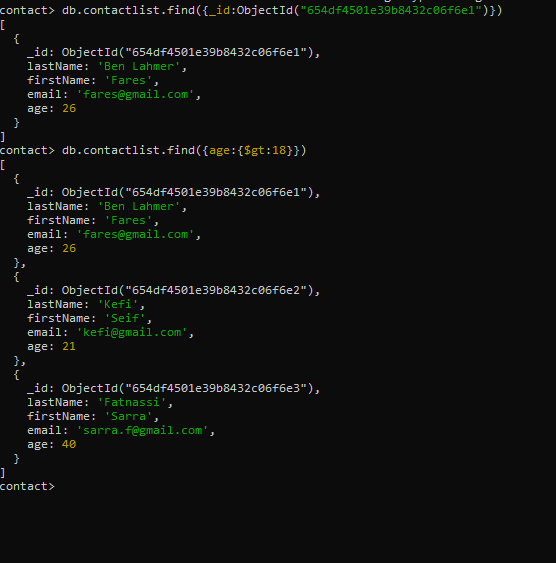 contact> db.contactlist.find({_id:ObjectId("654df4501e39b8432c06f6e1")})
[
  {
    _id: ObjectId("654df4501e39b8432c06f6e1"),
    lastName: 'Ben Lahmer',
    firstName: 'Fares',
    email: 'fares@gmail.com',
    age: 26
  }
]
contact> db.contactlist.find({age:{$gt:18}})
[
  {
    _id: ObjectId("654df4501e39b8432c06f6e1"),
    lastName: 'Ben Lahmer',
    firstName: 'Fares',
    email: 'fares@gmail.com',
    age: 26
  },
  {
    _id: ObjectId("654df4501e39b8432c06f6e2"),
    lastName: 'Kefi',
    firstName: 'Seif',
    email: 'kefi@gmail.com',
    age: 21
  },
  {
    _id: ObjectId("654df4501e39b8432c06f6e3"),
    lastName: 'Fatnassi',
    firstName: 'Sarra',
    email: 'sarra.f@gmail.com',
    age: 40
  }
]
contact>